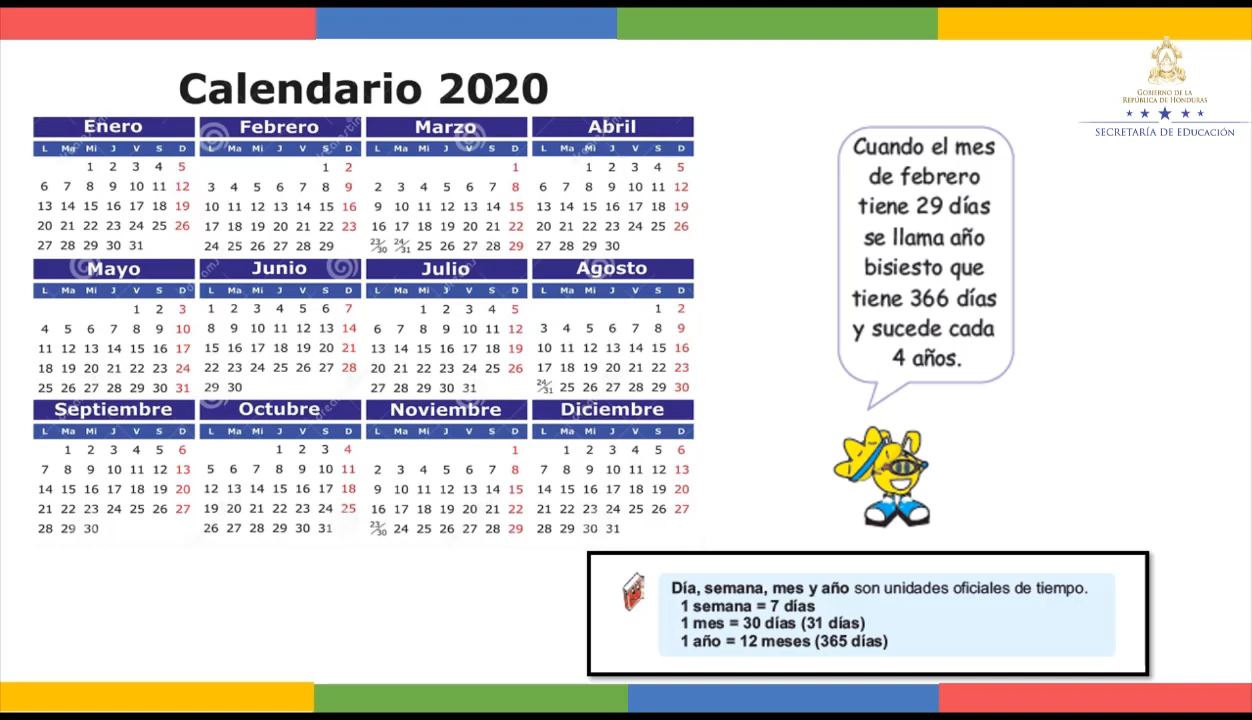 GOBIERNO DE LA
REPÚBLICA DE HONDURAS
SECRETARÍA DE EDUCACIÓN
Calendario 2020
Enero
L Ma Mi J V S D
1 2 3 4 5
6 7 8 9 10 11 12
13 14 15 16 17 18 19
20 21 22 23 24 25 26
27 28 29 30 31
Febrero
L Ma Mi J V S D
1 2
3 4 5 6 7 8 9
10 11 12 13 14 15 16
17 18 19 20 21 22 23
24 25 26 27 28 29
Marzo
L Ma Mi J V S D
1
2 3 4 5 6 7 8
9 10 11 12 13 14 15
16 17 18 19 20 21 22
23/30 24/31 25 26 27 28 29
Abril
L Ma Mi J V S D
1 2 3 4 5
6 7 8 9 10 11 12
13 14 15 16 17 18 19
20 21 22 23 24 25 26
27 28 29 30
Mayo
L Ma Mi J V S D
1 2 3
4 5 6 7 8 9 10
11 12 13 14 15 16 17
18 19 20 21 22 23 24
25 26 27 28 29 30 31
Junio
L Ma Mi J V S D
1 2 3 4 5 6 7
8 9 10 11 12 13 14
15 16 17 18 19 20 21
22 23 24 25 26 27 28
29 30
Julio
L Ma Mi J V S D
1 2 3 4 5
6 7 8 9 10 11 12
13 14 15 16 17 18 19
20 21 22 23 24 25 26
27 28 29 30 31
Agosto
L Ma Mi J V S D
1 2
3 4 5 6 7 8 9
10 11 12 13 14 15 16
17 18 19 20 21 22 23
24/31 25 26 27 28 29 30
Septiembre
L Ma Mi J V S D
1 2 3 4 5 6
7 8 9 10 11 12 13
14 15 16 17 18 19 20
21 22 23 24 25 26 27
28 29 30
Octubre
L Ma Mi J V S D
1 2 3 4
5 6 7 8 9 10 11
12 13 14 15 16 17 18
19 20 21 22 23 24 25
26 27 28 29 30 31
Noviembre
L Ma Mi J V S D
1
2 3 4 5 6 7 8
9 10 11 12 13 14 15
16 17 18 19 20 21 22
23/30 24 25 26 27 28 29
Diciembre
L Ma Mi J V S D
1 2 3 4 5 6
7 8 9 10 11 12 13
14 15 16 17 18 19 20
21 22 23 24 25 26 27
28 29 30 31
Cuando el mes
de febrero
tiene 29 días
se llama año
bisiesto que
tiene 366 días
y sucede cada
4 años.
Día, semana, mes y año son unidades oficiales de tiempo.
1 semana = 7 días
1 mes = 30 días (31 días)
1 año = 12 meses (365 días)